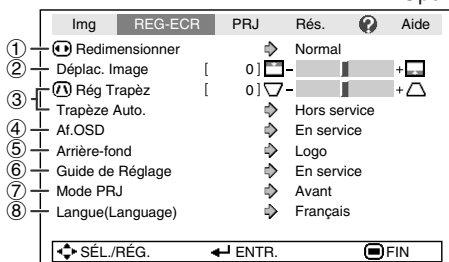 Img REG-ECR PRJ Rés. ? Aide
① Redimensionner Normal
② Déplac. Image [ 0 ] - +
③ Rég Trapèz [ 0 ] - +
Trapèze Auto. Hors service
④ Af.OSD En service
⑤ Arrière-fond Logo
⑥ Guide de Réglage En service
⑦ Mode PRJ Avant
⑧ Langue(Language) Français
SÉL./RÉG. ENTR. FIN